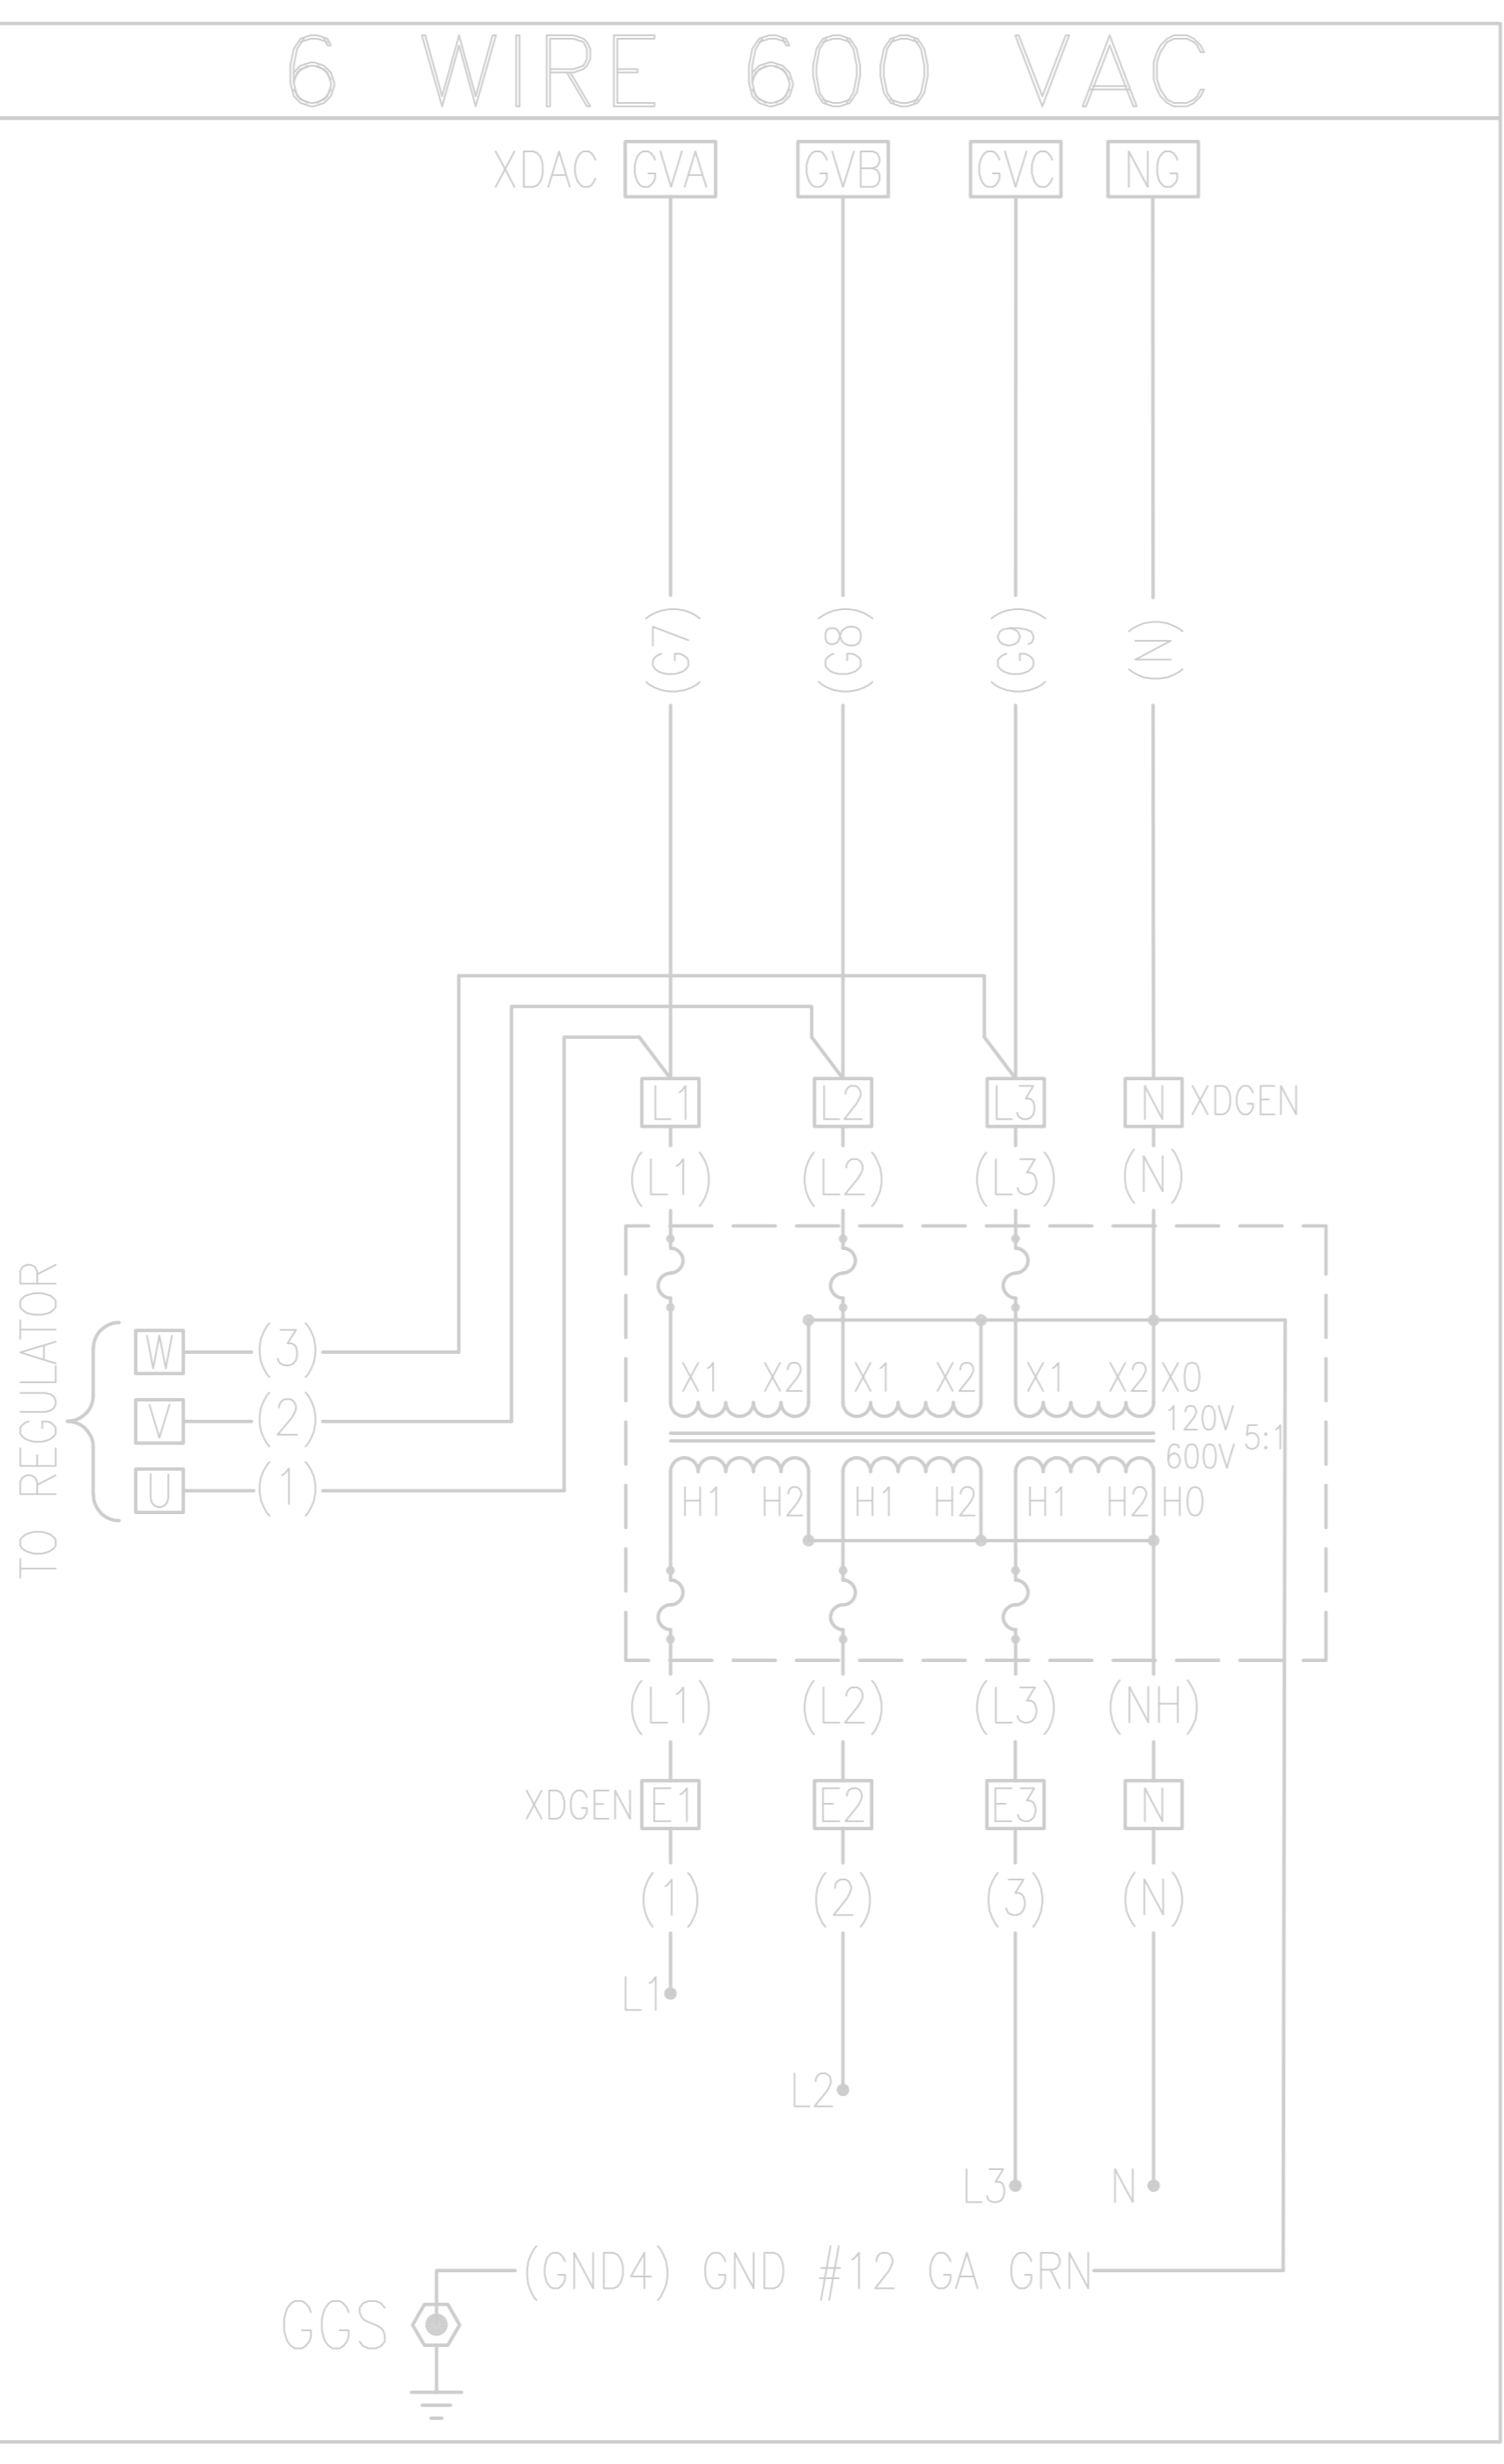 6 WIRE 600 VAC
XDAC GVA GVB GVC NG
(G7) (G8) (G9) (N)
L1 L2 L3 N XDGEN
(L1) (L2) (L3) (N)
TO REGULATOR
W (3)
V (2)
U (1)
X1 X2 X1 X2 X1 X2 X0
120V
600V
5:1
H1 H2 H1 H2 H1 H2 H0
(L1) (L2) (L3) (NH)
XDGEN E1 E2 E3 N
(1) (2) (3) (N)
L1
L2
L3 N
(GND4) GND #12 GA GRN
GGS